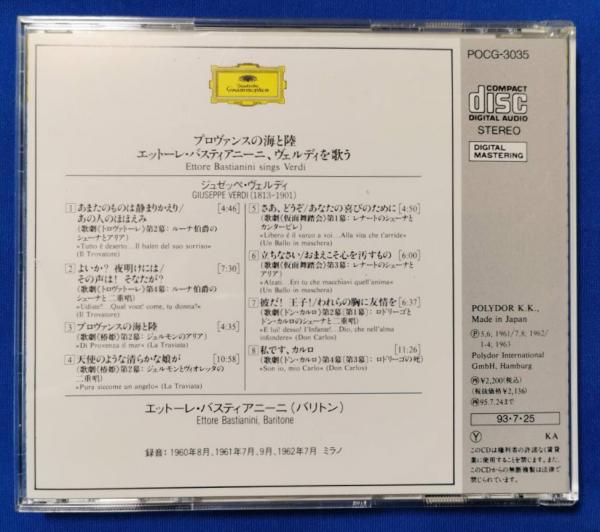 Deutsche
Grammophon
プロヴァンスの海と陸
エットーレ・バスティアニーニ、ヴェルディを歌う
Ettore Bastianini sings Verdi
ジュゼッペ・ヴェルディ
GIUSEPPE VERDI (1813-1901)
1 あまたのものは静まりかえり/ [4:46]
あの人のほほえみ
(歌劇《トロヴァトーレ》第2幕: ルーナ伯爵の
シェーナとアリア)
»Tutto è deserto...Il balen del suo sorriso«
(Il Trovatore)
2 よいか? 夜明けには/ [7:30]
その声は! そなたが?
(歌劇《トロヴァトーレ》第4幕: ルーナ伯爵の
シェーナと二重唱)
»Udiste?...Qual voce! come, tu donna?«
(Il Trovatore)
3 プロヴァンスの海と陸 [4:35]
(歌劇《椿姫》第2幕: ジェルモンのアリア)
»Di Provenza il mar« (La Traviata)
4 天使のような清らかな娘が [10:58]
(歌劇《椿姫》第2幕: ジェルモンとヴィオレッタの
二重唱)
»Pura siccome un angelo« (La Traviata)
5 さあ、どうぞ/あなたの喜びのために [4:50]
(歌劇《仮面舞踏会》第1幕: レナートのシェーナと
カンタービレ)
»Libero è il varco a voi...Alla vita che t'arride«
(Un Ballo in maschera)
6 立ちなさい/おまえこそ心を汚すもの [6:00]
(歌劇《仮面舞踏会》第3幕: レナートのシェーナと
アリア)
»Alzati...Eri tu che macchiavi quell'anima«
(Un Ballo in maschera)
7 彼だ! 王子!/われらの胸に友情を [6:37]
(歌劇《ドン・カルロ》第2幕[第1幕]: ロドリーゴと
ドン・カルロのシェーナと二重唱)
»È lui! desso! l'Infante!...Dio, che nell'alma
infondere« (Don Carlos)
8 私です、カルロ [11:26]
(歌劇《ドン・カルロ》第4幕[第3幕]: ロドリーゴの死)
»Son io, mio Carlo« (Don Carlos)
エットーレ・バスティアニーニ(バリトン)
Ettore Bastianini, Baritone
録音: 1960年8月、1961年7月、9月、1962年7月 ミラノ
POCG-3035
COMPACT
disc
DIGITAL AUDIO
STEREO
DIGITAL
MASTERING
POLYDOR K.K.,
Made in Japan
Ⓟ 5,6, 1961/7,8, 1962/
1-4, 1963
Polydor International
GmbH, Hamburg
¥2,200(税込)
(税抜価格¥2,136)
95.7.24まで
93・7・25
Y KA
このCDは権利者の許諾なく賃貸
業に使用することを禁じます。また、
このCDからの無断複製は法律で
禁じられています。